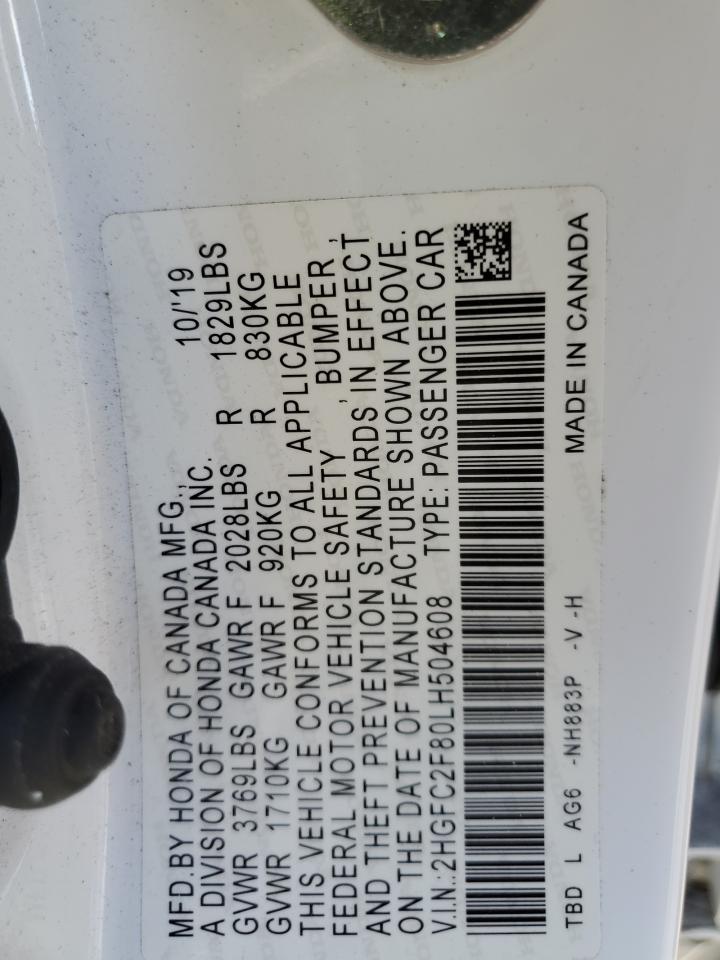 MFD.BY HONDA OF CANADA MFG., 10/'19
A DIVISION OF HONDA CANADA INC.
GVWR 3769LBS GAWR F 2028LBS R 1829LBS
GVWR 1710KG GAWR F 920KG R 830KG
THIS VEHICLE CONFORMS TO ALL APPLICABLE
FEDERAL MOTOR VEHICLE SAFETY , BUMPER ,
AND THEFT PREVENTION STANDARDS IN EFFECT
ON THE DATE OF MANUFACTURE SHOWN ABOVE.
V.I.N.:2HGFC2F80LH504608 TYPE: PASSENGER CAR
TBD L AG6 -NH883P -V -H MADE IN CANADA